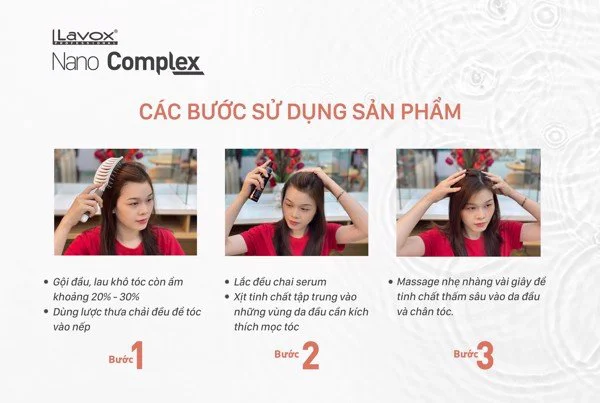 Lavox®
PROFESSIONAL
Nano Complex
CÁC BƯỚC SỬ DỤNG SẢN PHẨM
• Gội đầu, lau khô tóc còn ẩm
khoảng 20% - 30%
• Dùng lược thưa chải đều để tóc
vào nếp
Bước 1
• Lắc đều chai serum
• Xịt tinh chất tập trung vào
những vùng da đầu cần kích
thích mọc tóc
Bước 2
• Massage nhẹ nhàng vài giây để
tinh chất thấm sâu vào da đầu
và chân tóc.
Bước 3